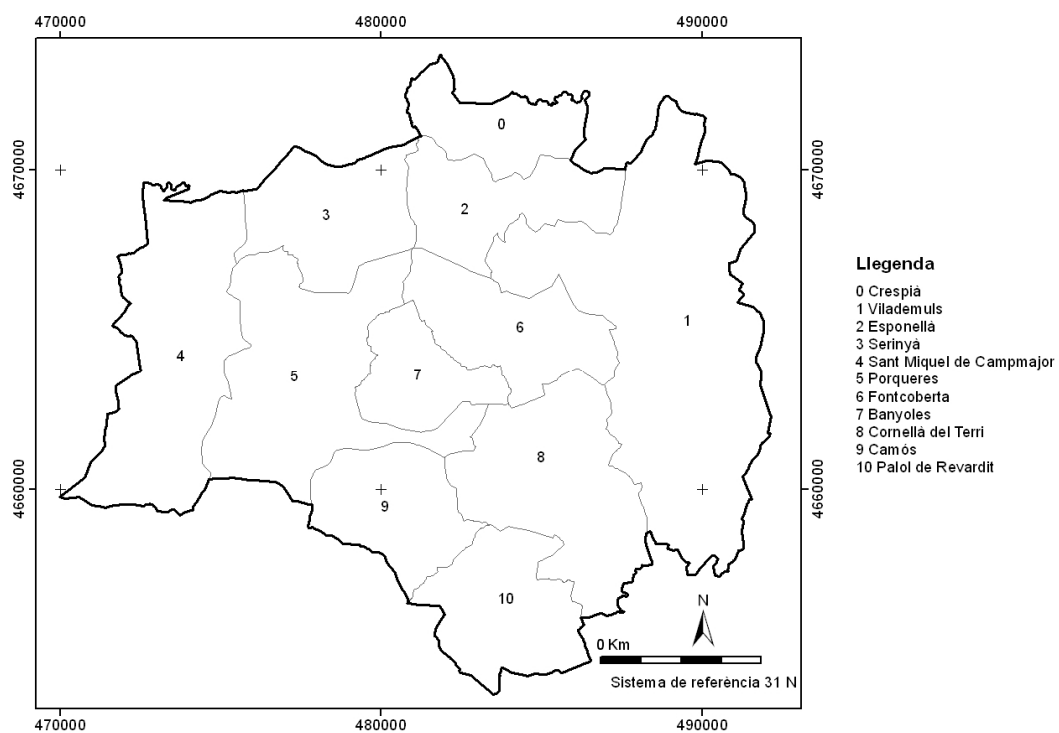 470000 480000 490000
0
4670000 4670000
3 2
Llegenda
0 Crespià
1 Vilademuls
2 Esponellà
3 Serinyà
4 Sant Miquel de Campmajor
5 Porqueres
6 Fontcoberta
7 Banyoles
8 Cornellà del Terri
9 Camós
10 Palol de Revardit
1
6
4
5 7
8
4660000 4660000
9
10
N
0 Km
Sistema de referència 31 N
470000 480000 490000